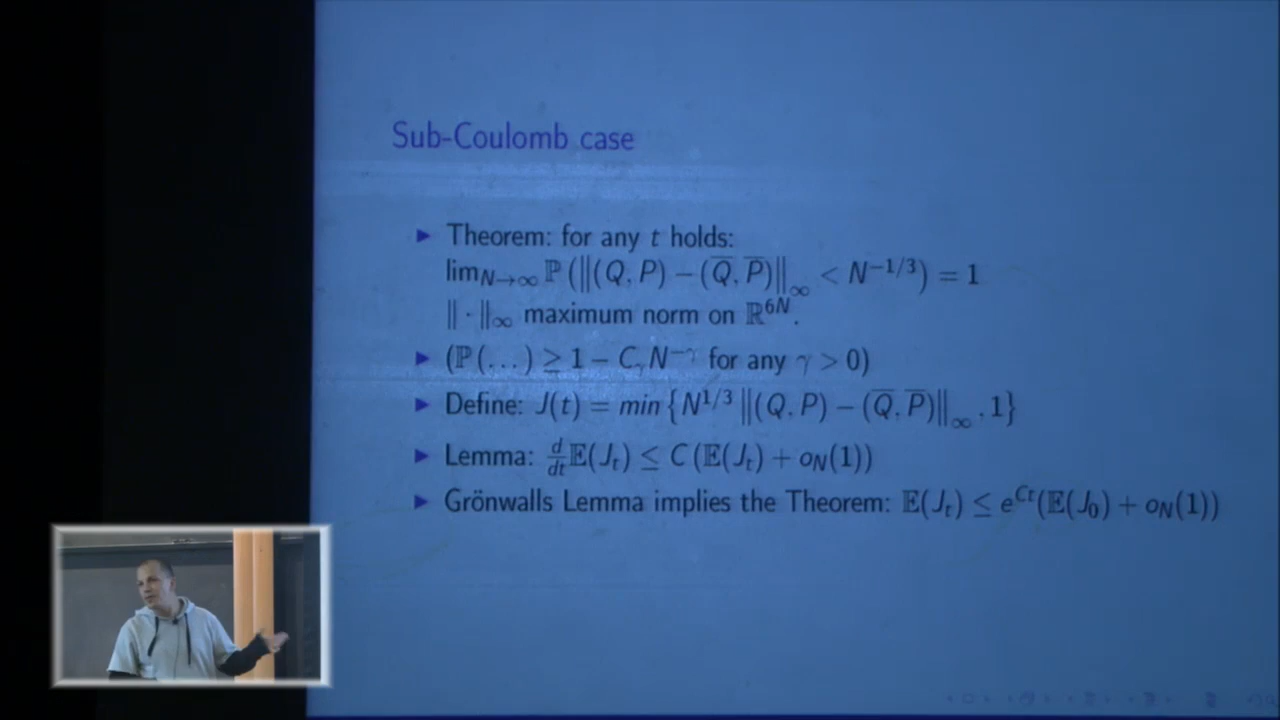 Sub-Coulomb case
▶ Theorem: for any t holds:
lim_{N→∞} ℙ (‖(Q, P) − (Q̅, P̅)‖_∞ < N^{−1/3}) = 1
‖ · ‖_∞ maximum norm on ℝ^{6N}.
▶ (ℙ (. . .) ≥ 1 − C_γ N^{−γ} for any γ > 0)
▶ Define: J(t) = min {N^{1/3} ‖(Q, P) − (Q̅, P̅)‖_∞ , 1}
▶ Lemma: d/dt 𝔼(J_t) ≤ C (𝔼(J_t) + o_N(1))
▶ Grönwalls Lemma implies the Theorem: 𝔼(J_t) ≤ e^{Ct}(𝔼(J_0) + o_N(1))